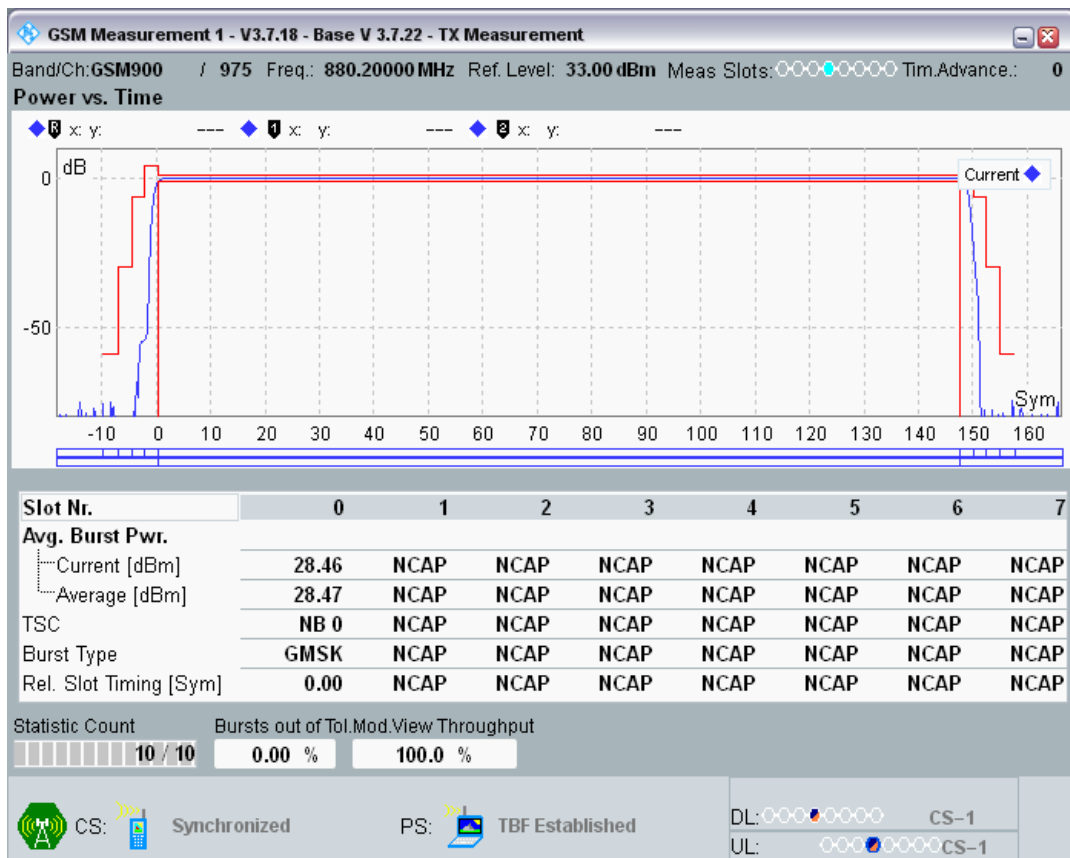 GSM Measurement 1 - V3.7.18 - Base V 3.7.22 - TX Measurement
Band/Ch:GSM900 / 975 Freq.: 880.20000 MHz Ref. Level: 33.00 dBm Meas Slots: Tim.Advance.: 0
Power vs. Time
R x: y: --- 1 x: y: --- 2 x: y: ---
dB
0
Current
-50
Sym
-10 0 10 20 30 40 50 60 70 80 90 100 110 120 130 140 150 160
Slot Nr. 0 1 2 3 4 5 6 7
Avg. Burst Pwr.
Current [dBm] 28.46 NCAP NCAP NCAP NCAP NCAP NCAP NCAP
Average [dBm] 28.47 NCAP NCAP NCAP NCAP NCAP NCAP NCAP
TSC NB 0 NCAP NCAP NCAP NCAP NCAP NCAP NCAP
Burst Type GMSK NCAP NCAP NCAP NCAP NCAP NCAP NCAP
Rel. Slot Timing [Sym] 0.00 NCAP NCAP NCAP NCAP NCAP NCAP NCAP
Statistic Count Bursts out of Tol.Mod.View Throughput
10 / 10 0.00 % 100.0 %
CS: Synchronized PS: TBF Established
DL: CS-1
UL: CS-1